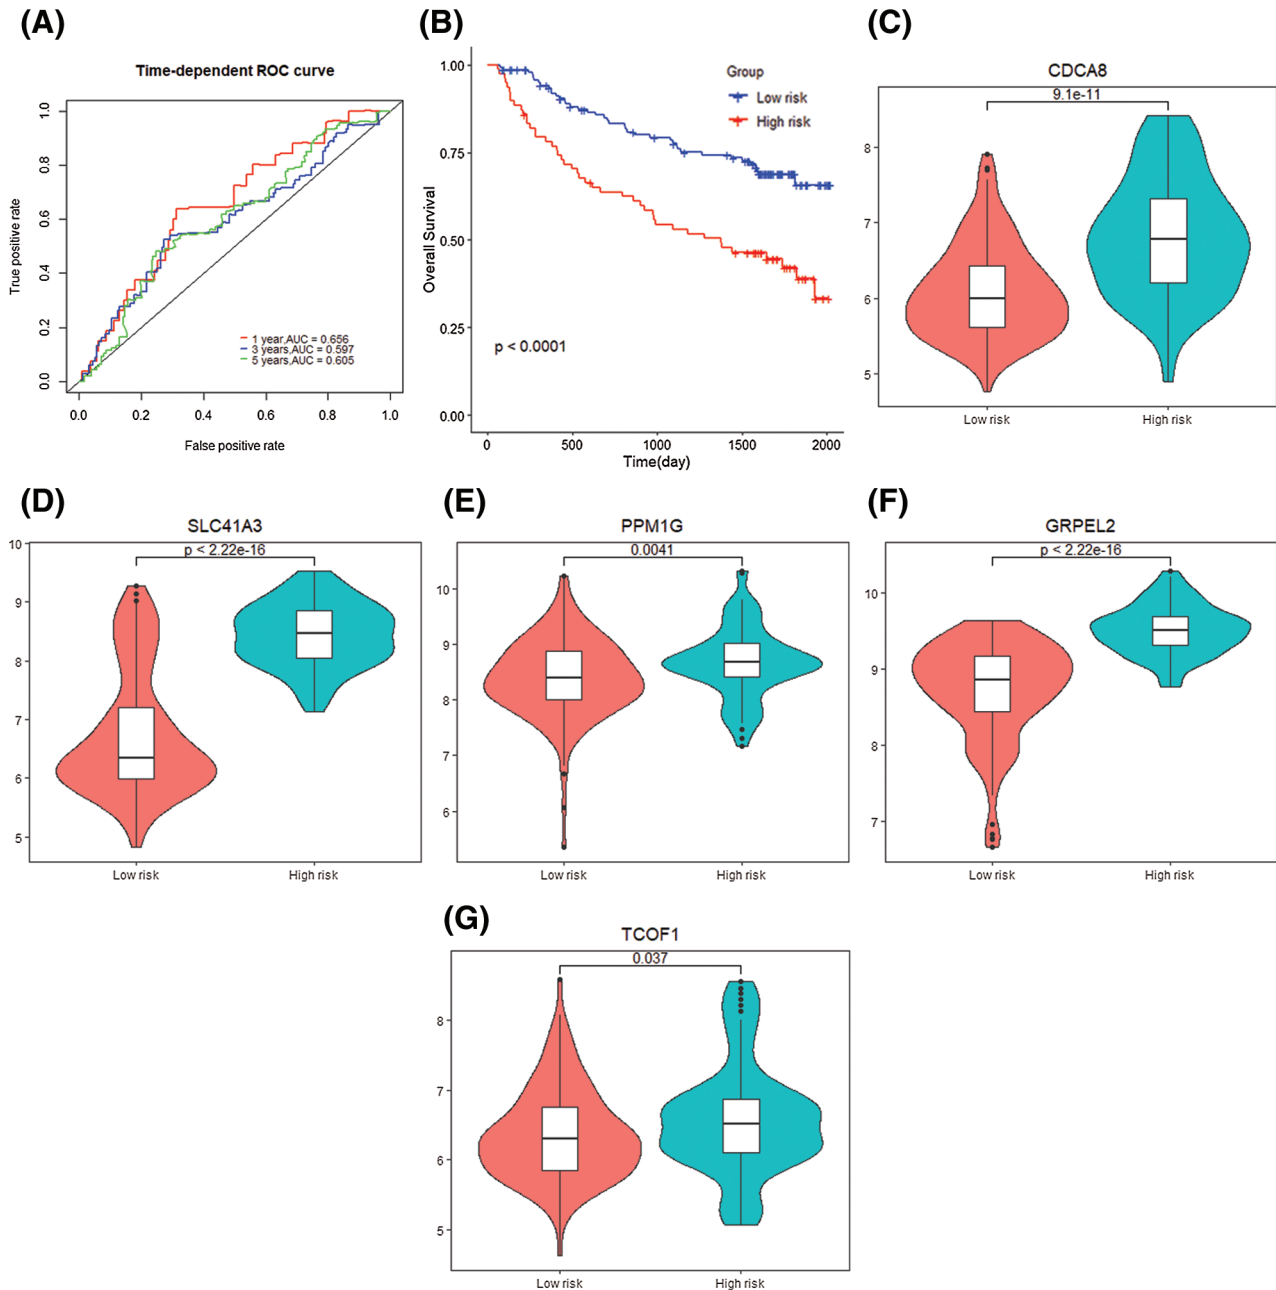 (A)
Time-dependent ROC curve
True positive rate
1.0
0.8
0.6
0.4
0.2
0.0
1 year,AUC = 0.656
3 years,AUC = 0.597
5 years,AUC = 0.605
0.0 0.2 0.4 0.6 0.8 1.0
False positive rate
(B)
Overall Survival
1.00
0.75
0.50
0.25
0.00
Group
Low risk
High risk
p < 0.0001
0 500 1000 1500 2000
Time(day)
(C)
CDCA8
9.1e-11
8
7
6
5
Low risk High risk
(D)
SLC41A3
p < 2.22e-16
10
9
8
7
6
5
Low risk High risk
(E)
PPM1G
0.0041
10
9
8
7
6
Low risk High risk
(F)
GRPEL2
p < 2.22e-16
10
9
8
7
Low risk High risk
(G)
TCOF1
0.037
8
7
6
5
Low risk High risk